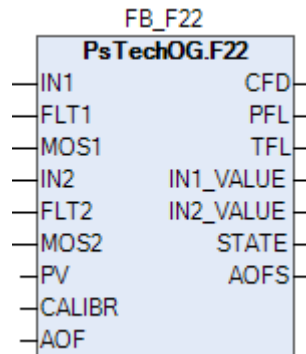 FB_F22
PsTechOG.F22
IN1 CFD
FLT1 PFL
MOS1 TFL
IN2 IN1_VALUE
FLT2 IN2_VALUE
MOS2 STATE
PV AOFS
CALIBR
AOF